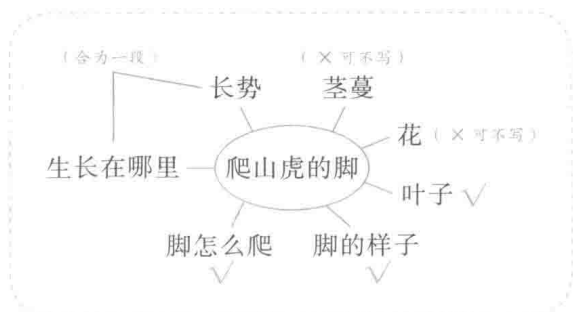 (合为一段)
(×可不写)
长势
茎蔓
花(×可不写)
生长在哪里
爬山虎的脚
叶子√
脚怎么爬
√
脚的样子
√